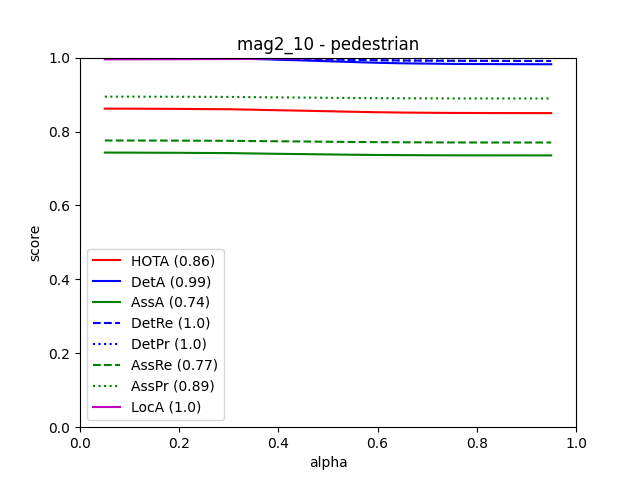 mag2_10 - pedestrian
1.0
0.8
0.6
0.4
0.2
0.0
score
HOTA (0.86)
DetA (0.99)
AssA (0.74)
DetRe (1.0)
DetPr (1.0)
AssRe (0.77)
AssPr (0.89)
LocA (1.0)
0.0 0.2 0.4 0.6 0.8 1.0
alpha